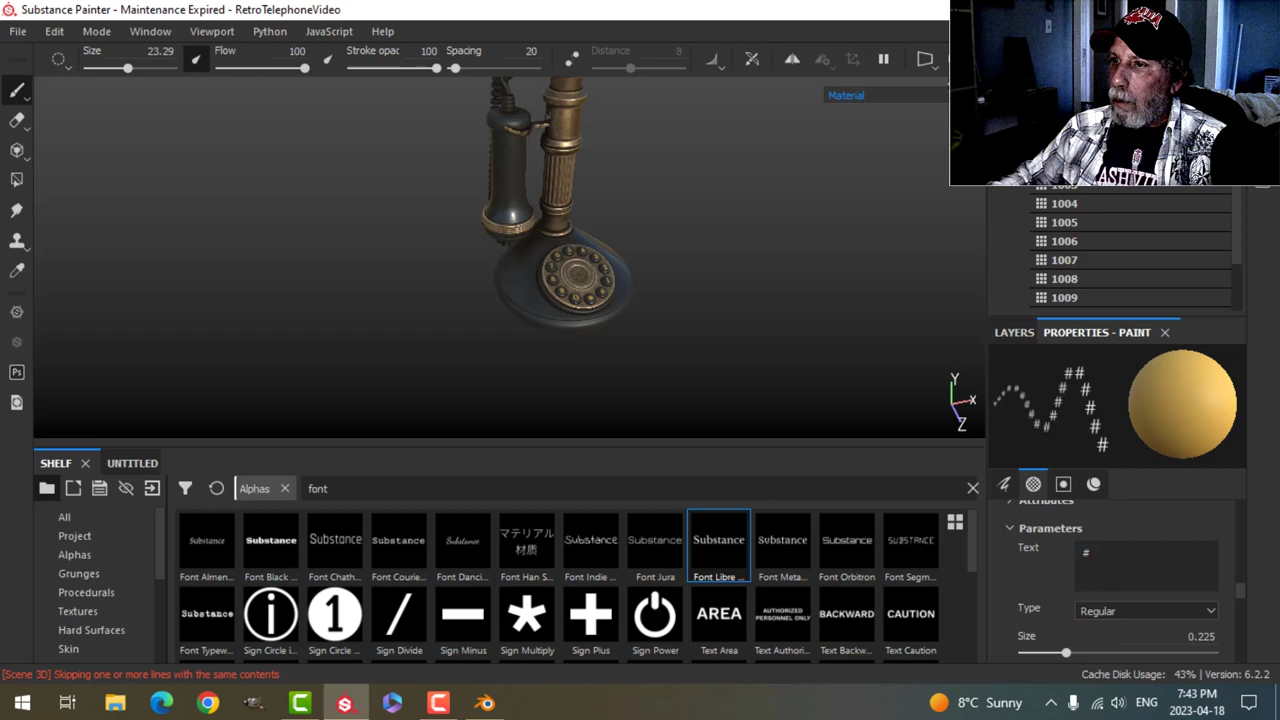 Substance Painter - Maintenance Expired - RetroTelephoneVideo
File Edit Mode Window Viewport Python JavaScript Help
Size 23.29 Flow 100 Stroke opac 100 Spacing 20 Distance 8
Material
1004
1005
1006
1007
1008
1009
LAYERS PROPERTIES - PAINT
Y
X
Z
SHELF UNTITLED
Alphas font
All
Project
Alphas
Grunges
Procedurals
Textures
Hard Surfaces
Skin
Substance Substance Substance Substance Substance マテリアル Substance Substance Substance Substance Substance SUBSTANCE
材质
Font Almen... Font Black ... Font Chath... Font Courie... Font Danci... Font Han S... Font Indie ... Font Jura Font Libre ... Font Meta... Font Orbitron Font Segm...
Substance i 1 / − * + AREA AUTHORIZED PERSONNEL ONLY BACKWARD CAUTION
Font Typew... Sign Circle i... Sign Circle ... Sign Divide Sign Minus Sign Multiply Sign Plus Sign Power Text Area Text Authori... Text Backw... Text Caution
Parameters
Text #
Type Regular
Size 0.225
[Scene 3D] Skipping one or more lines with the same contents
Cache Disk Usage: 43% | Version: 6.2.2
8°C Sunny ENG 7:43 PM
2023-04-18